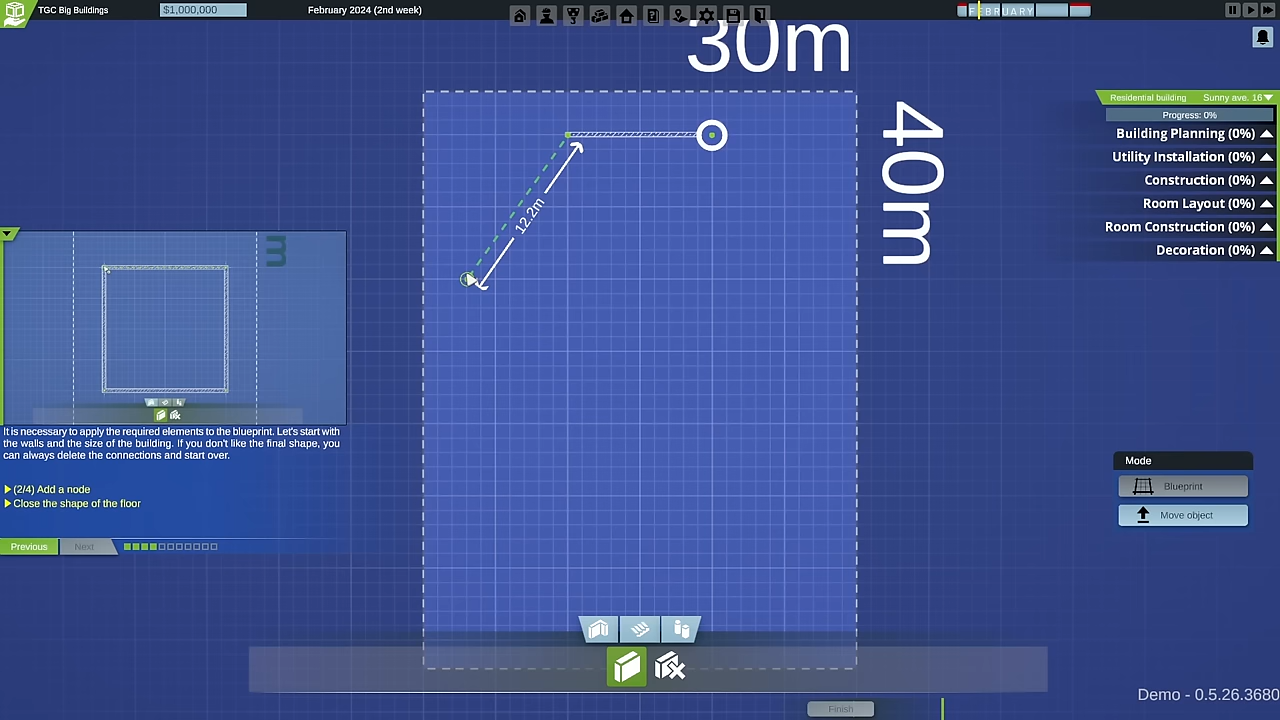 TGC Big Buildings
$1,000,000
February 2024 (2nd week)
FEBRUARY
30m
40m
12.2m
Residential building Sunny ave. 16
Progress: 0%
Building Planning (0%)
Utility Installation (0%)
Construction (0%)
Room Layout (0%)
Room Construction (0%)
Decoration (0%)
m
It is necessary to apply the required elements to the blueprint. Let's start with
the walls and the size of the building. If you don't like the final shape, you
can always delete the connections and start over.
(2/4) Add a node
Close the shape of the floor
Previous
Next
Mode
Blueprint
Move object
Finish
Demo - 0.5.26.3680